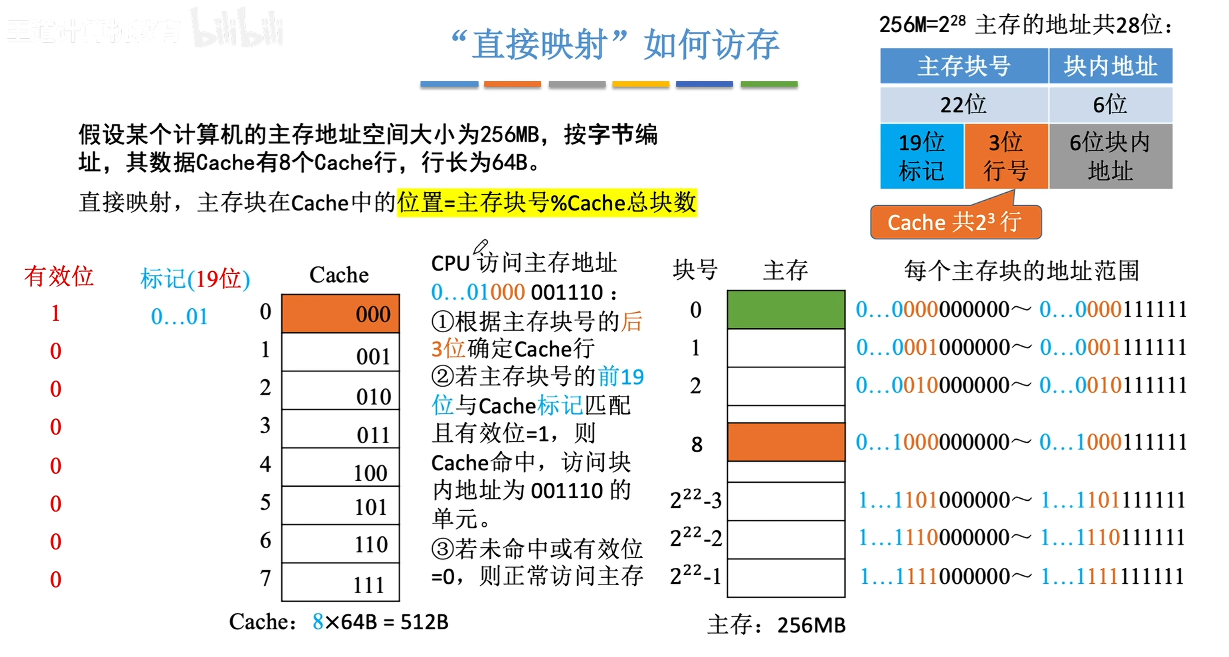 bilibili
“直接映射”如何访存
256M=2²⁸ 主存的地址共28位：
主存块号 块内地址
22位 6位
19位标记 3位行号 6位块内地址
Cache 共2³ 行
假设某个计算机的主存地址空间大小为256MB，按字节编
址，其数据Cache有8个Cache行，行长为64B。
直接映射，主存块在Cache中的位置=主存块号%Cache总块数
有效位 标记(19位) Cache
1 0…01 0 000
0 1 001
0 2 010
0 3 011
0 4 100
0 5 101
0 6 110
0 7 111
Cache：8×64B = 512B
CPU 访问主存地址
0…01000 001110：
①根据主存块号的后
3位确定Cache行
②若主存块号的前19
位与Cache标记匹配
且有效位=1，则
Cache命中，访问块
内地址为 001110 的
单元。
③若未命中或有效位
=0，则正常访问主存
块号 主存 每个主存块的地址范围
0 0…0000000000～ 0…0000111111
1 0…0001000000～ 0…0001111111
2 0…0010000000～ 0…0010111111
8 0…1000000000～ 0…1000111111
2²²-3 1…1101000000～ 1…1101111111
2²²-2 1…1110000000～ 1…1110111111
2²²-1 1…1111000000～ 1…1111111111
主存：256MB